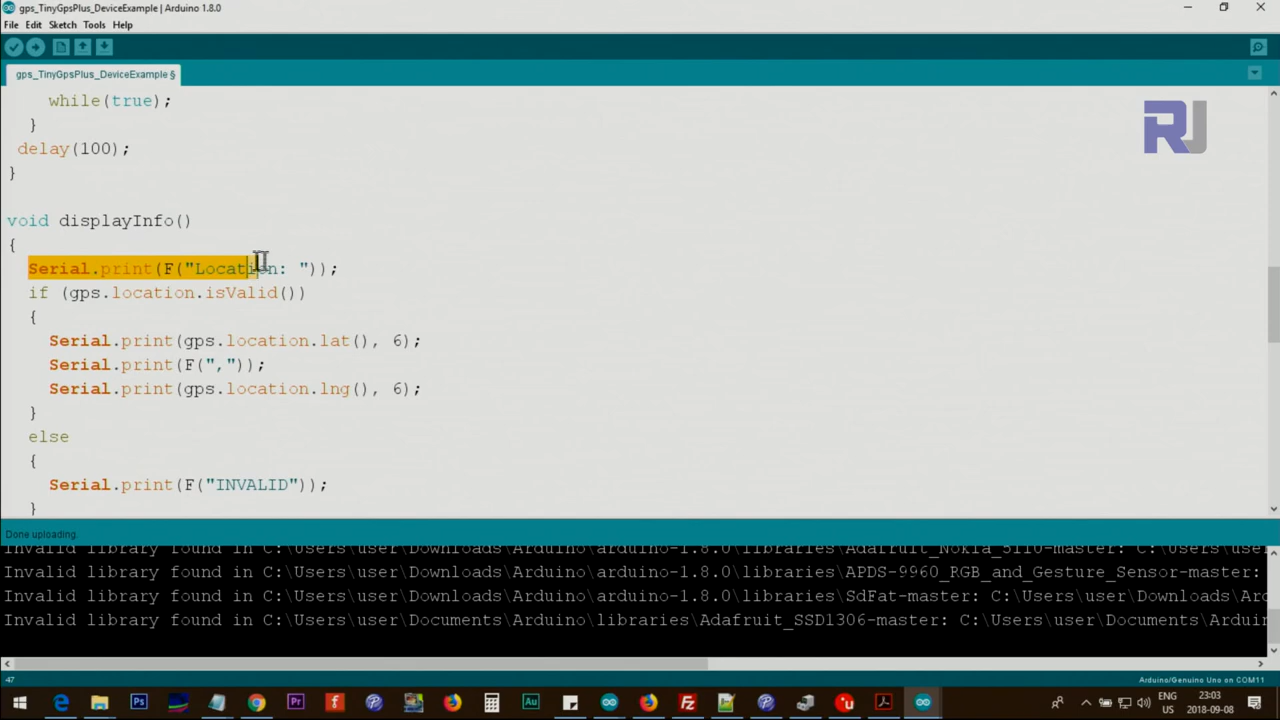 gps_TinyGpsPlus_DeviceExample | Arduino 1.8.0
File Edit Sketch Tools Help
gps_TinyGpsPlus_DeviceExample §
while(true);
}
delay(100);
}
void displayInfo()
{
Serial.print(F("Location: "));
if (gps.location.isValid())
{
Serial.print(gps.location.lat(), 6);
Serial.print(F(","));
Serial.print(gps.location.lng(), 6);
}
else
{
Serial.print(F("INVALID"));
}
RJ
Done uploading.
Invalid library found in C:\Users\user\Downloads\Arduino\arduino-1.8.0\libraries\Adafruit_Nokia_5110-master: C:\Use
Invalid library found in C:\Users\user\Downloads\Arduino\arduino-1.8.0\libraries\APDS-9960_RGB_and_Gesture_Sensor-master:
Invalid library found in C:\Users\user\Downloads\Arduino\arduino-1.8.0\libraries\SdFat-master: C:\Users\user\Downloads\Ard
Invalid library found in C:\Users\user\Documents\Arduino\libraries\Adafruit_SSD1306-master: C:\Users\user\Documents\Arduin
47
Arduino/Genuino Uno on COM11
Ps Pr f Au Fz
ENG 23:03
US 2018-09-08